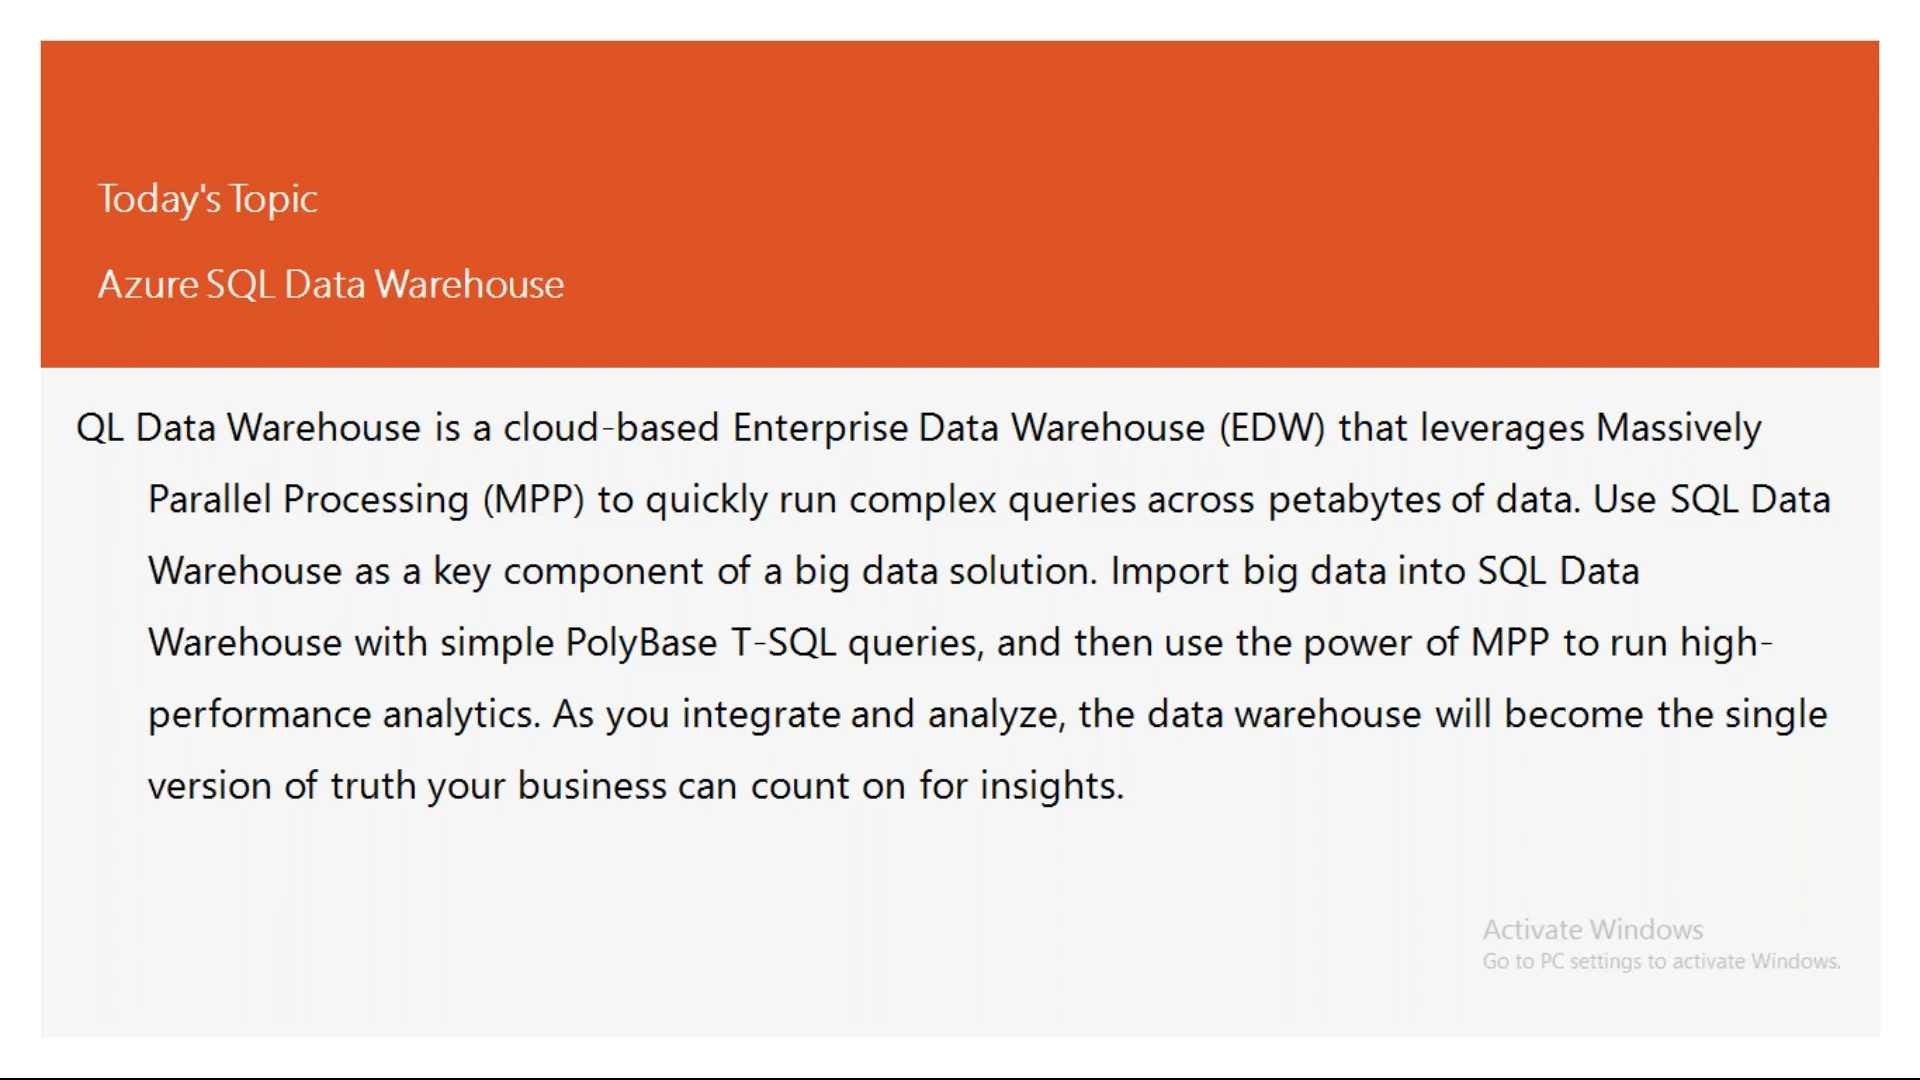 Today's Topic
Azure SQL Data Warehouse
QL Data Warehouse is a cloud-based Enterprise Data Warehouse (EDW) that leverages Massively
Parallel Processing (MPP) to quickly run complex queries across petabytes of data. Use SQL Data
Warehouse as a key component of a big data solution. Import big data into SQL Data
Warehouse with simple PolyBase T-SQL queries, and then use the power of MPP to run high-
performance analytics. As you integrate and analyze, the data warehouse will become the single
version of truth your business can count on for insights.
Activate Windows
Go to PC settings to activate Windows.